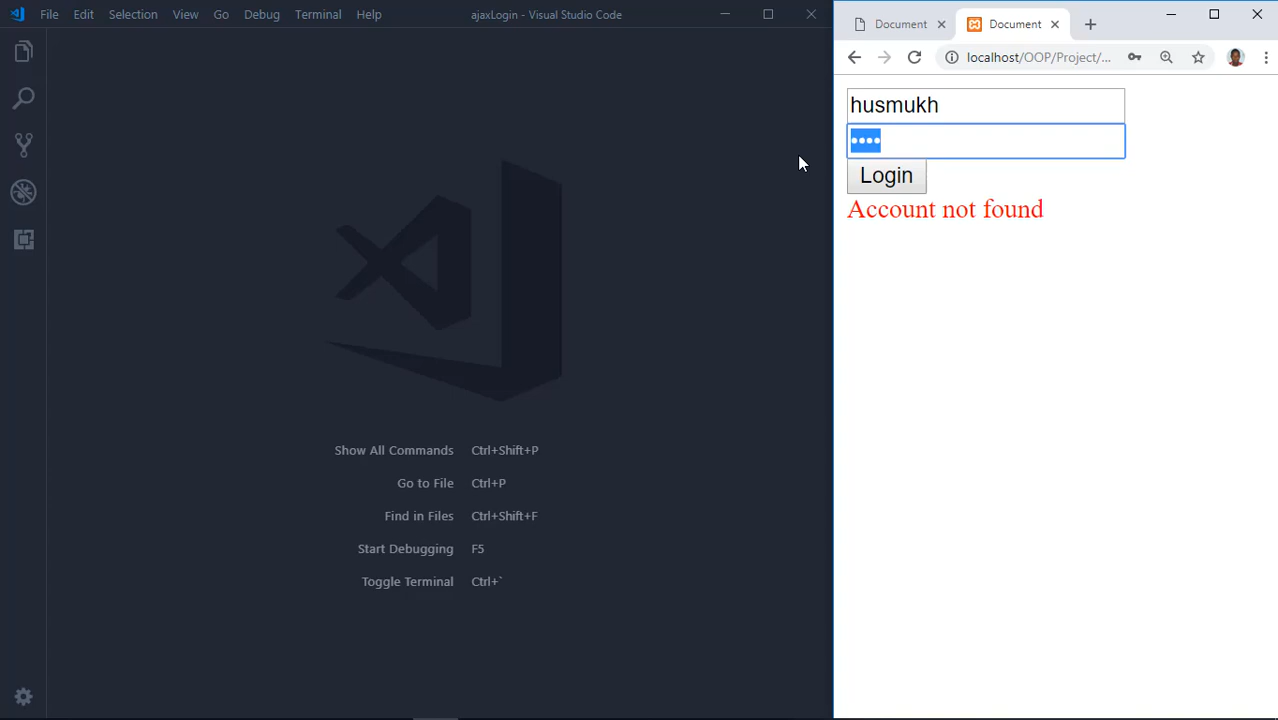 File Edit Selection View Go Debug Terminal Help
ajaxLogin - Visual Studio Code
Show All Commands Ctrl+Shift+P
Go to File Ctrl+P
Find in Files Ctrl+Shift+F
Start Debugging F5
Toggle Terminal Ctrl+`
Document
Document
localhost/OOP/Project/...
husmukh
••••
Login
Account not found